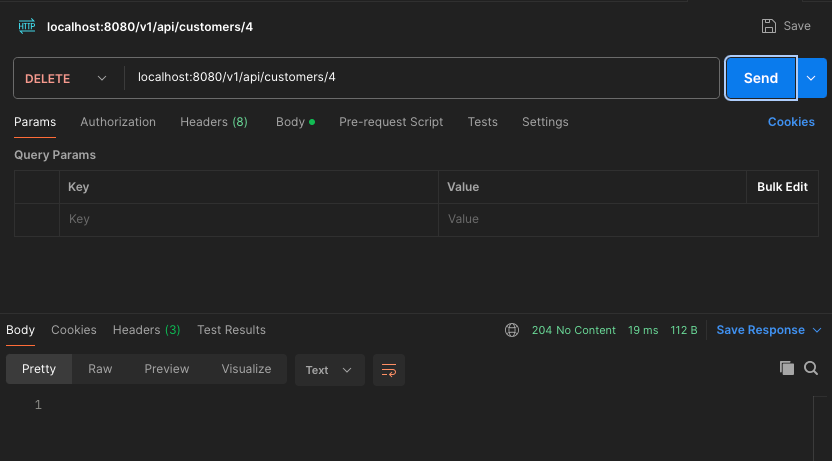 HTTP localhost:8080/v1/api/customers/4 Save
DELETE localhost:8080/v1/api/customers/4 Send
Params Authorization Headers (8) Body Pre-request Script Tests Settings Cookies
Query Params
Key Value Bulk Edit
Key Value
Body Cookies Headers (3) Test Results 204 No Content 19 ms 112 B Save Response
Pretty Raw Preview Visualize Text
1